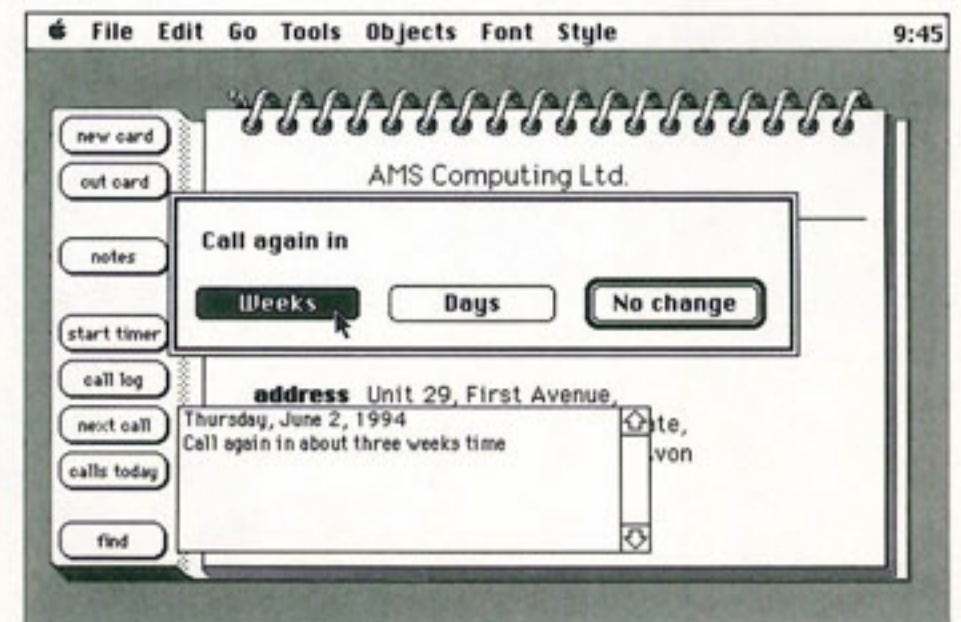 File Edit Go Tools Objects Font Style 9:45
new card
out card
notes
start timer
call log
next call
calls today
find
AMS Computing Ltd.
Call again in
Weeks Days No change
address Unit 29, First Avenue,
te,
von
Thursday, June 2, 1994
Call again in about three weeks time